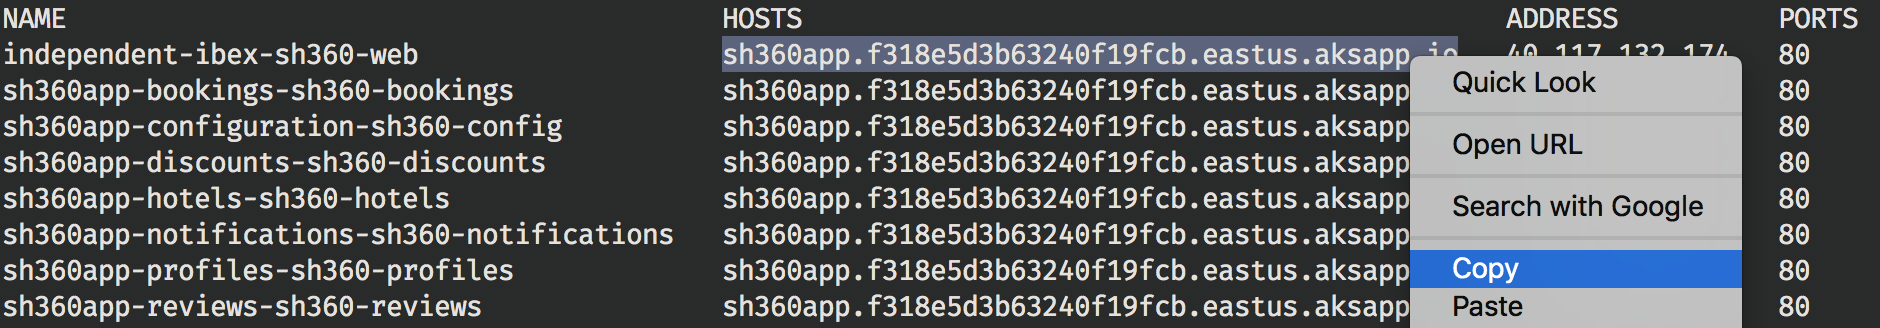 NAME HOSTS ADDRESS PORTS
independent-ibex-sh360-web sh360app.f318e5d3b63240f19fcb.eastus.aksapp.io 40.117.132.174 80
sh360app-bookings-sh360-bookings sh360app.f318e5d3b63240f19fcb.eastus.aksapp 80
sh360app-configuration-sh360-config sh360app.f318e5d3b63240f19fcb.eastus.aksapp 80
sh360app-discounts-sh360-discounts sh360app.f318e5d3b63240f19fcb.eastus.aksapp 80
sh360app-hotels-sh360-hotels sh360app.f318e5d3b63240f19fcb.eastus.aksapp 80
sh360app-notifications-sh360-notifications sh360app.f318e5d3b63240f19fcb.eastus.aksapp 80
sh360app-profiles-sh360-profiles sh360app.f318e5d3b63240f19fcb.eastus.aksapp 80
sh360app-reviews-sh360-reviews sh360app.f318e5d3b63240f19fcb.eastus.aksapp 80
Quick Look
Open URL
Search with Google
Copy
Paste